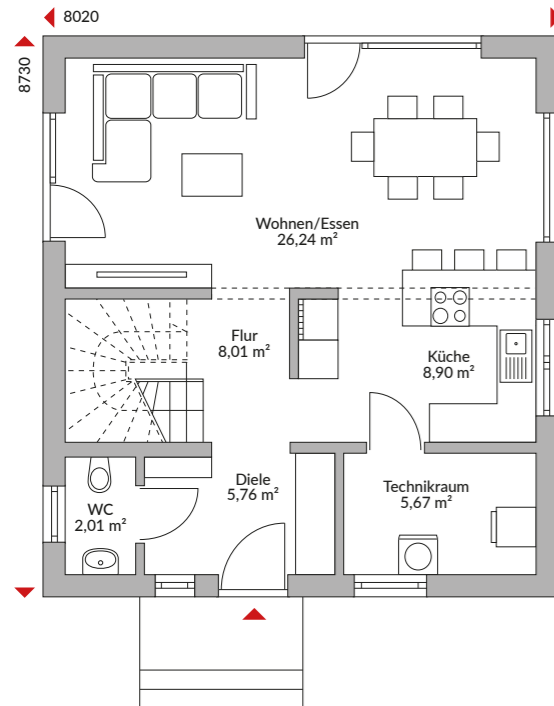 8020
8730
Wohnen/Essen
26,24 m²
Flur
8,01 m²
Küche
8,90 m²
Diele
5,76 m²
Technikraum
5,67 m²
WC
2,01 m²